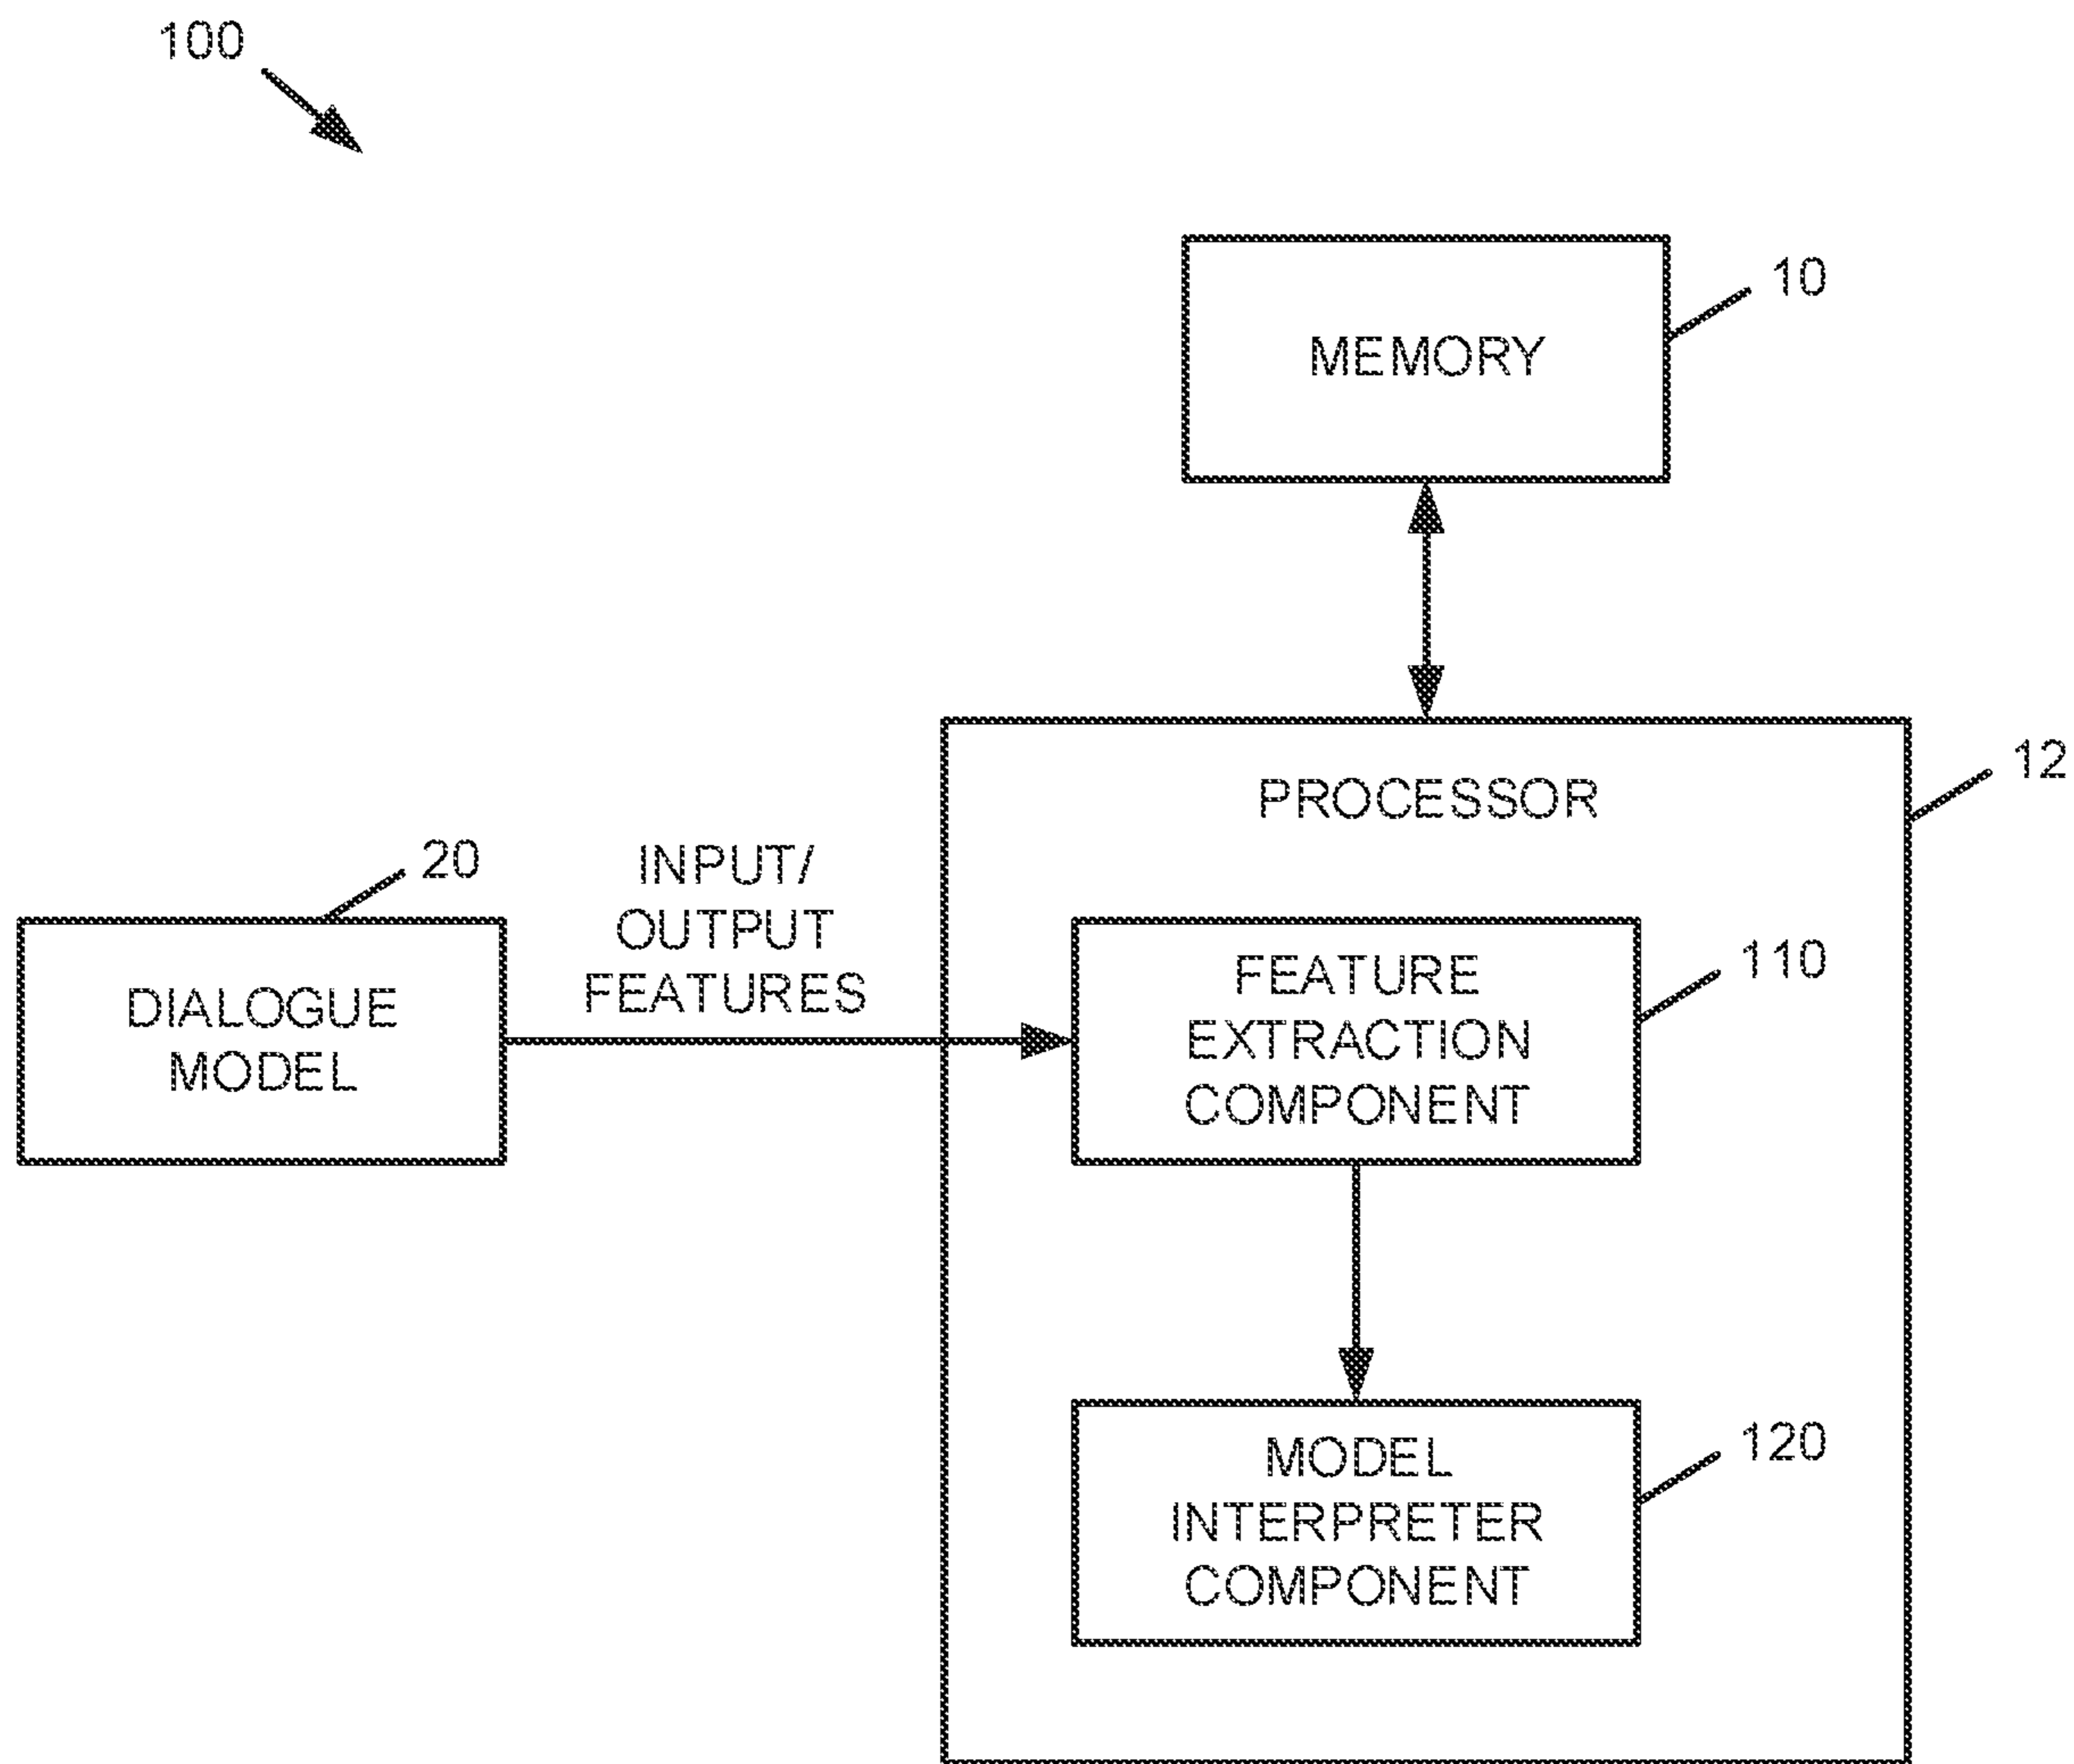 100
10
MEMORY
12
PROCESSOR
20
INPUT/
OUTPUT
FEATURES
DIALOGUE
MODEL
110
FEATURE
EXTRACTION
COMPONENT
120
MODEL
INTERPRETER
COMPONENT